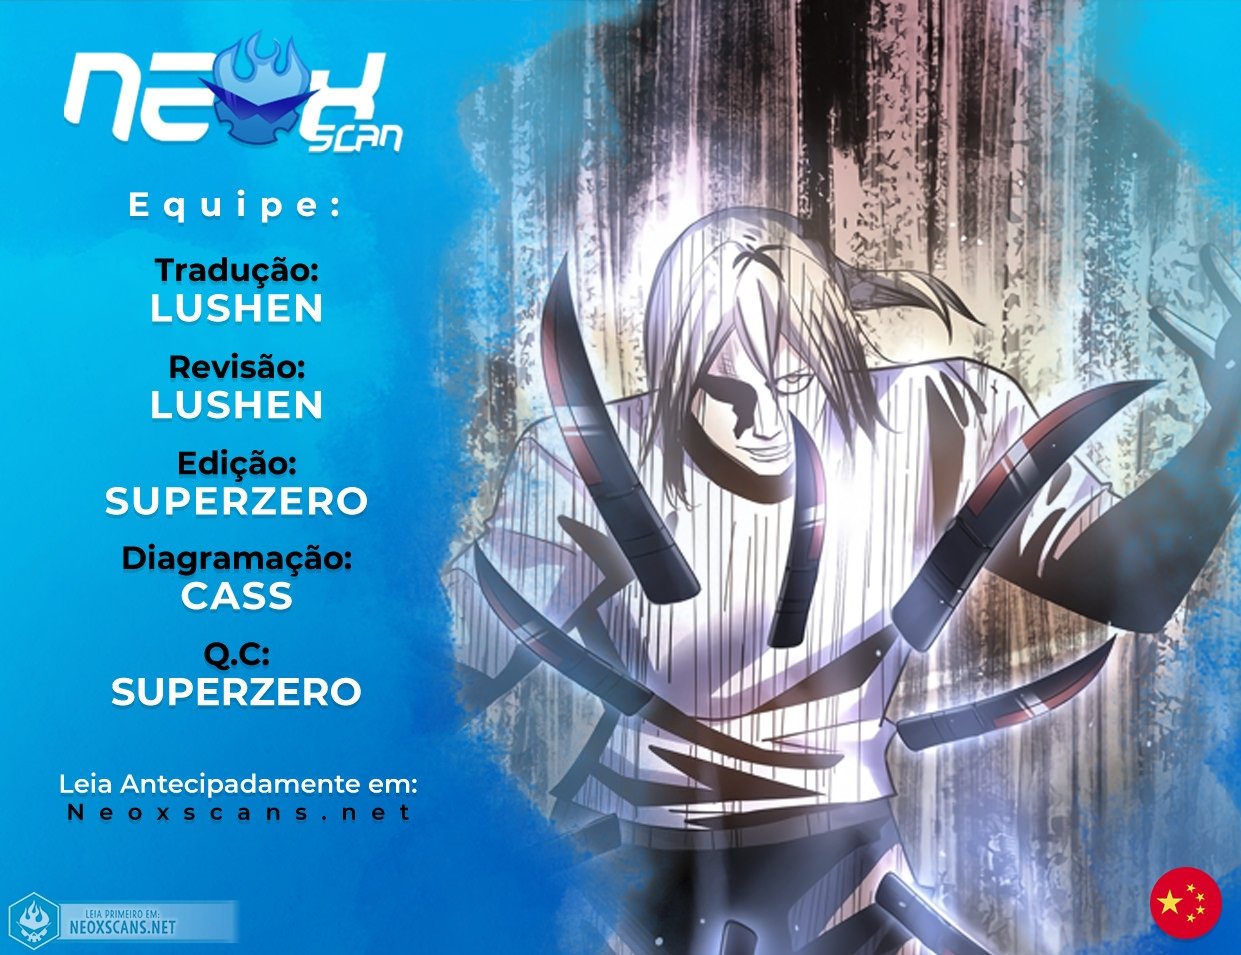 NEOX
SCAN
Equipe:
Tradução:
LUSHEN
Revisão:
LUSHEN
Edição:
SUPERZERO
Diagramação:
CASS
Q.C:
SUPERZERO
Leia Antecipadamente em:
Neoxscans.net
LEIA PRIMEIRO EM:
NEOXSCANS.NET